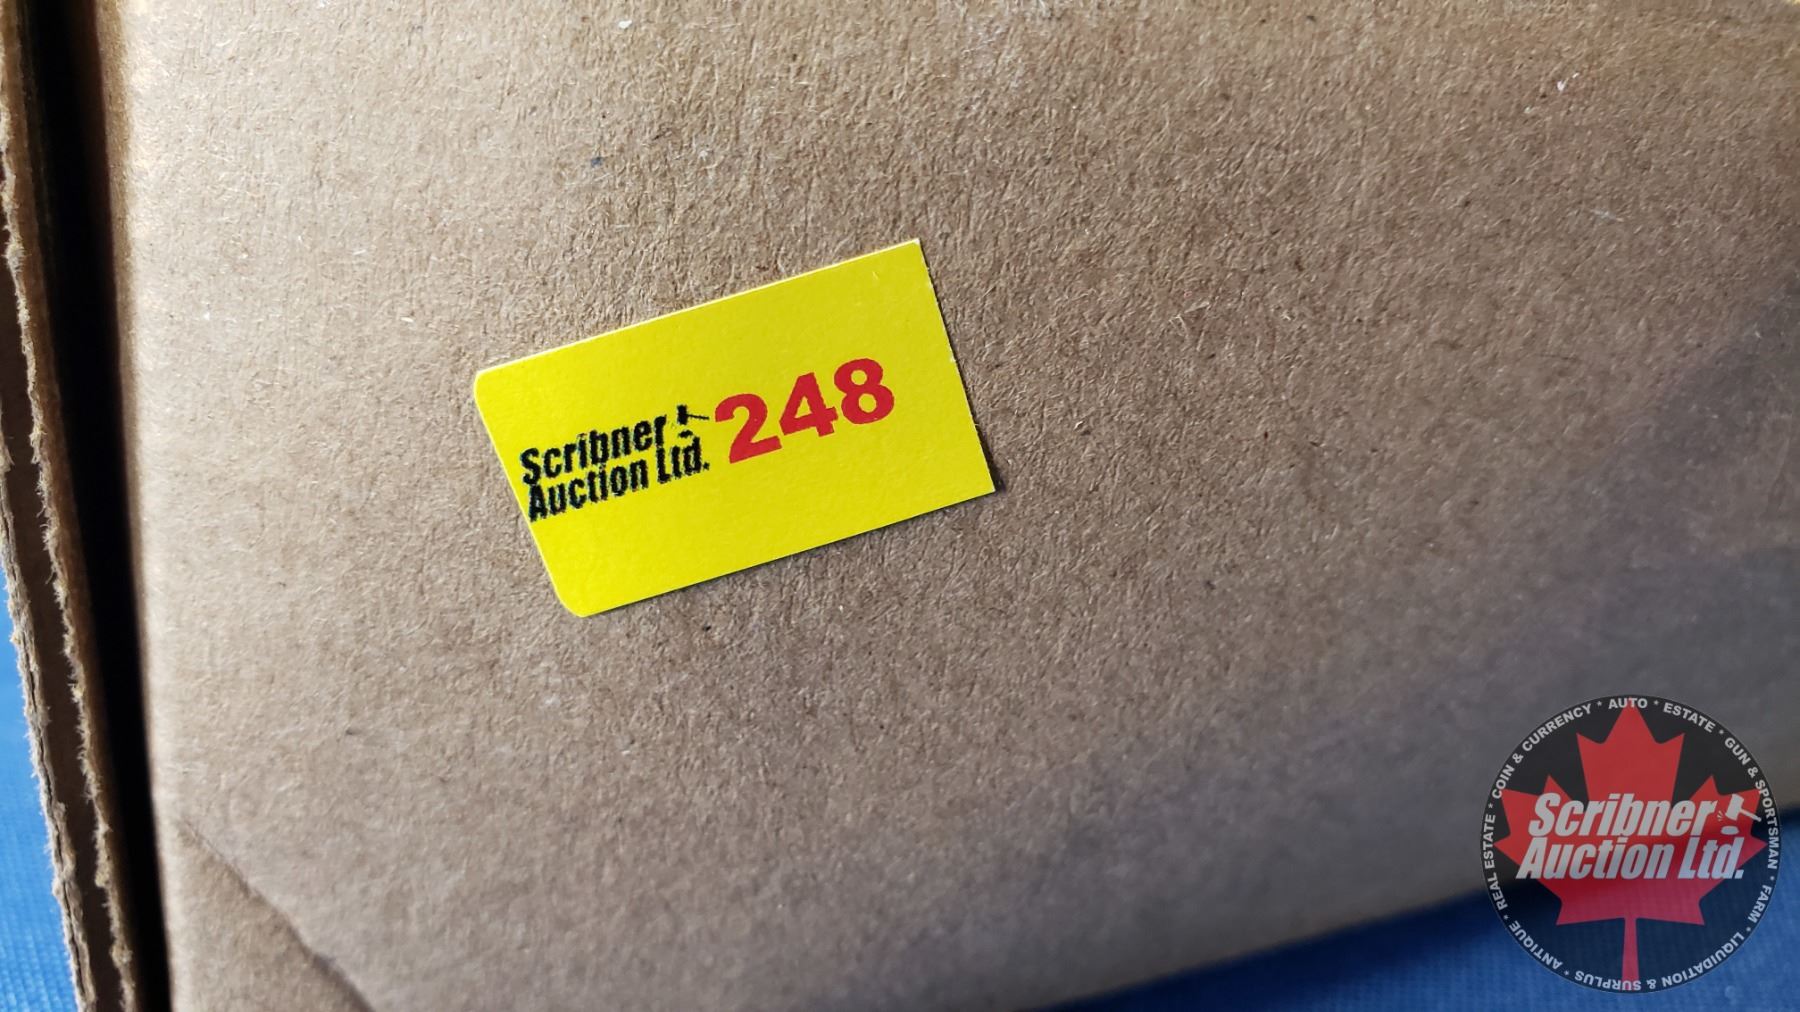 Scribner
Auction Ltd.
248
COIN & CURRENCY * AUTO * ESTATE * GUN & SPORTSMAN * FARM * LIQUIDATION & SURPLUS * ANTIQUE * REAL ESTATE *
Scribner
Auction Ltd.